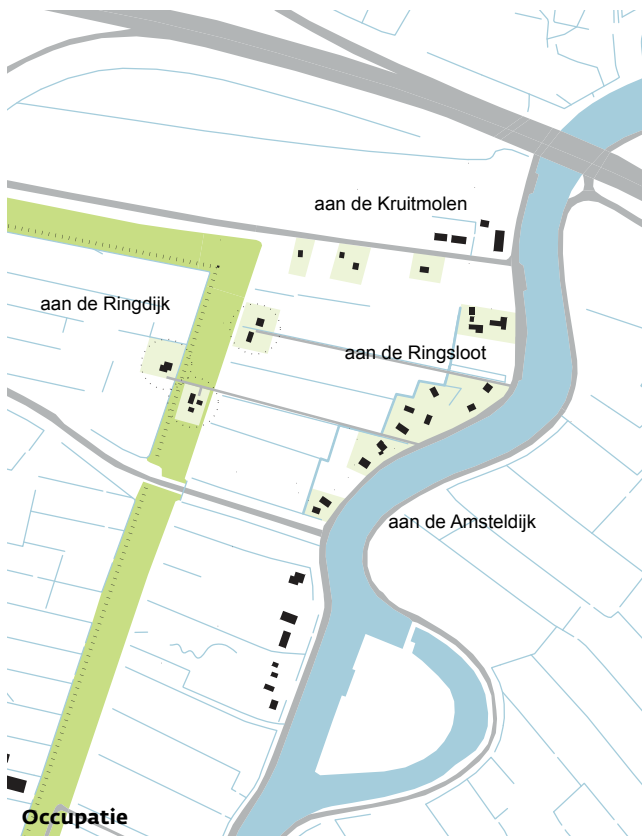 aan de Kruitmolen
aan de Ringdijk
aan de Ringsloot
aan de Amsteldijk
Occupatie